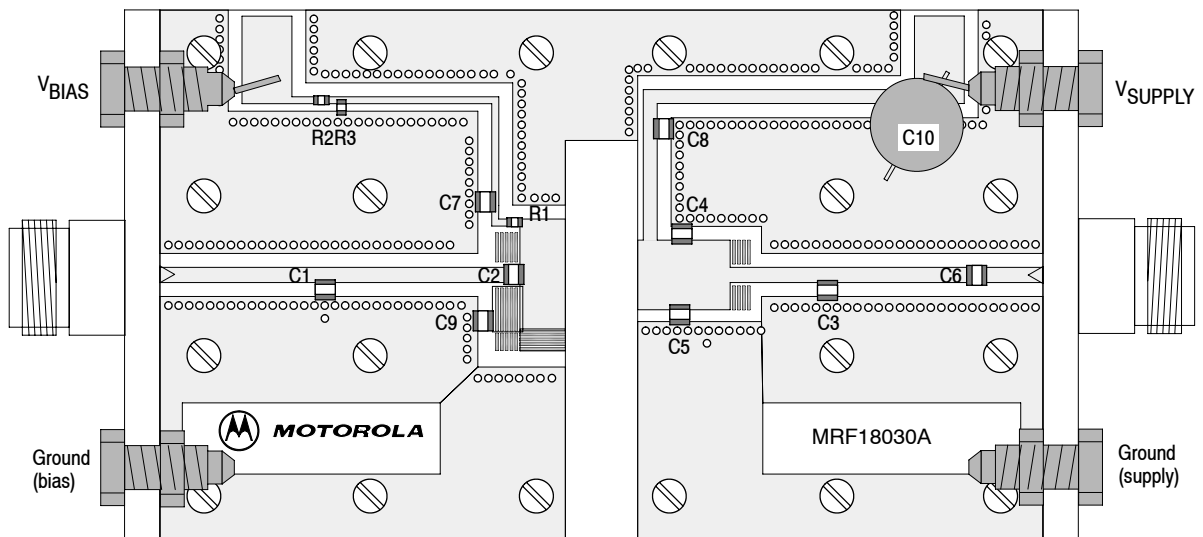 V_BIAS
V_SUPPLY
R2R3
C8
C10
C7
R1
C4
C1
C2
C6
C9
C3
C5
MOTOROLA
MRF18030A
Ground
(bias)
Ground
(supply)